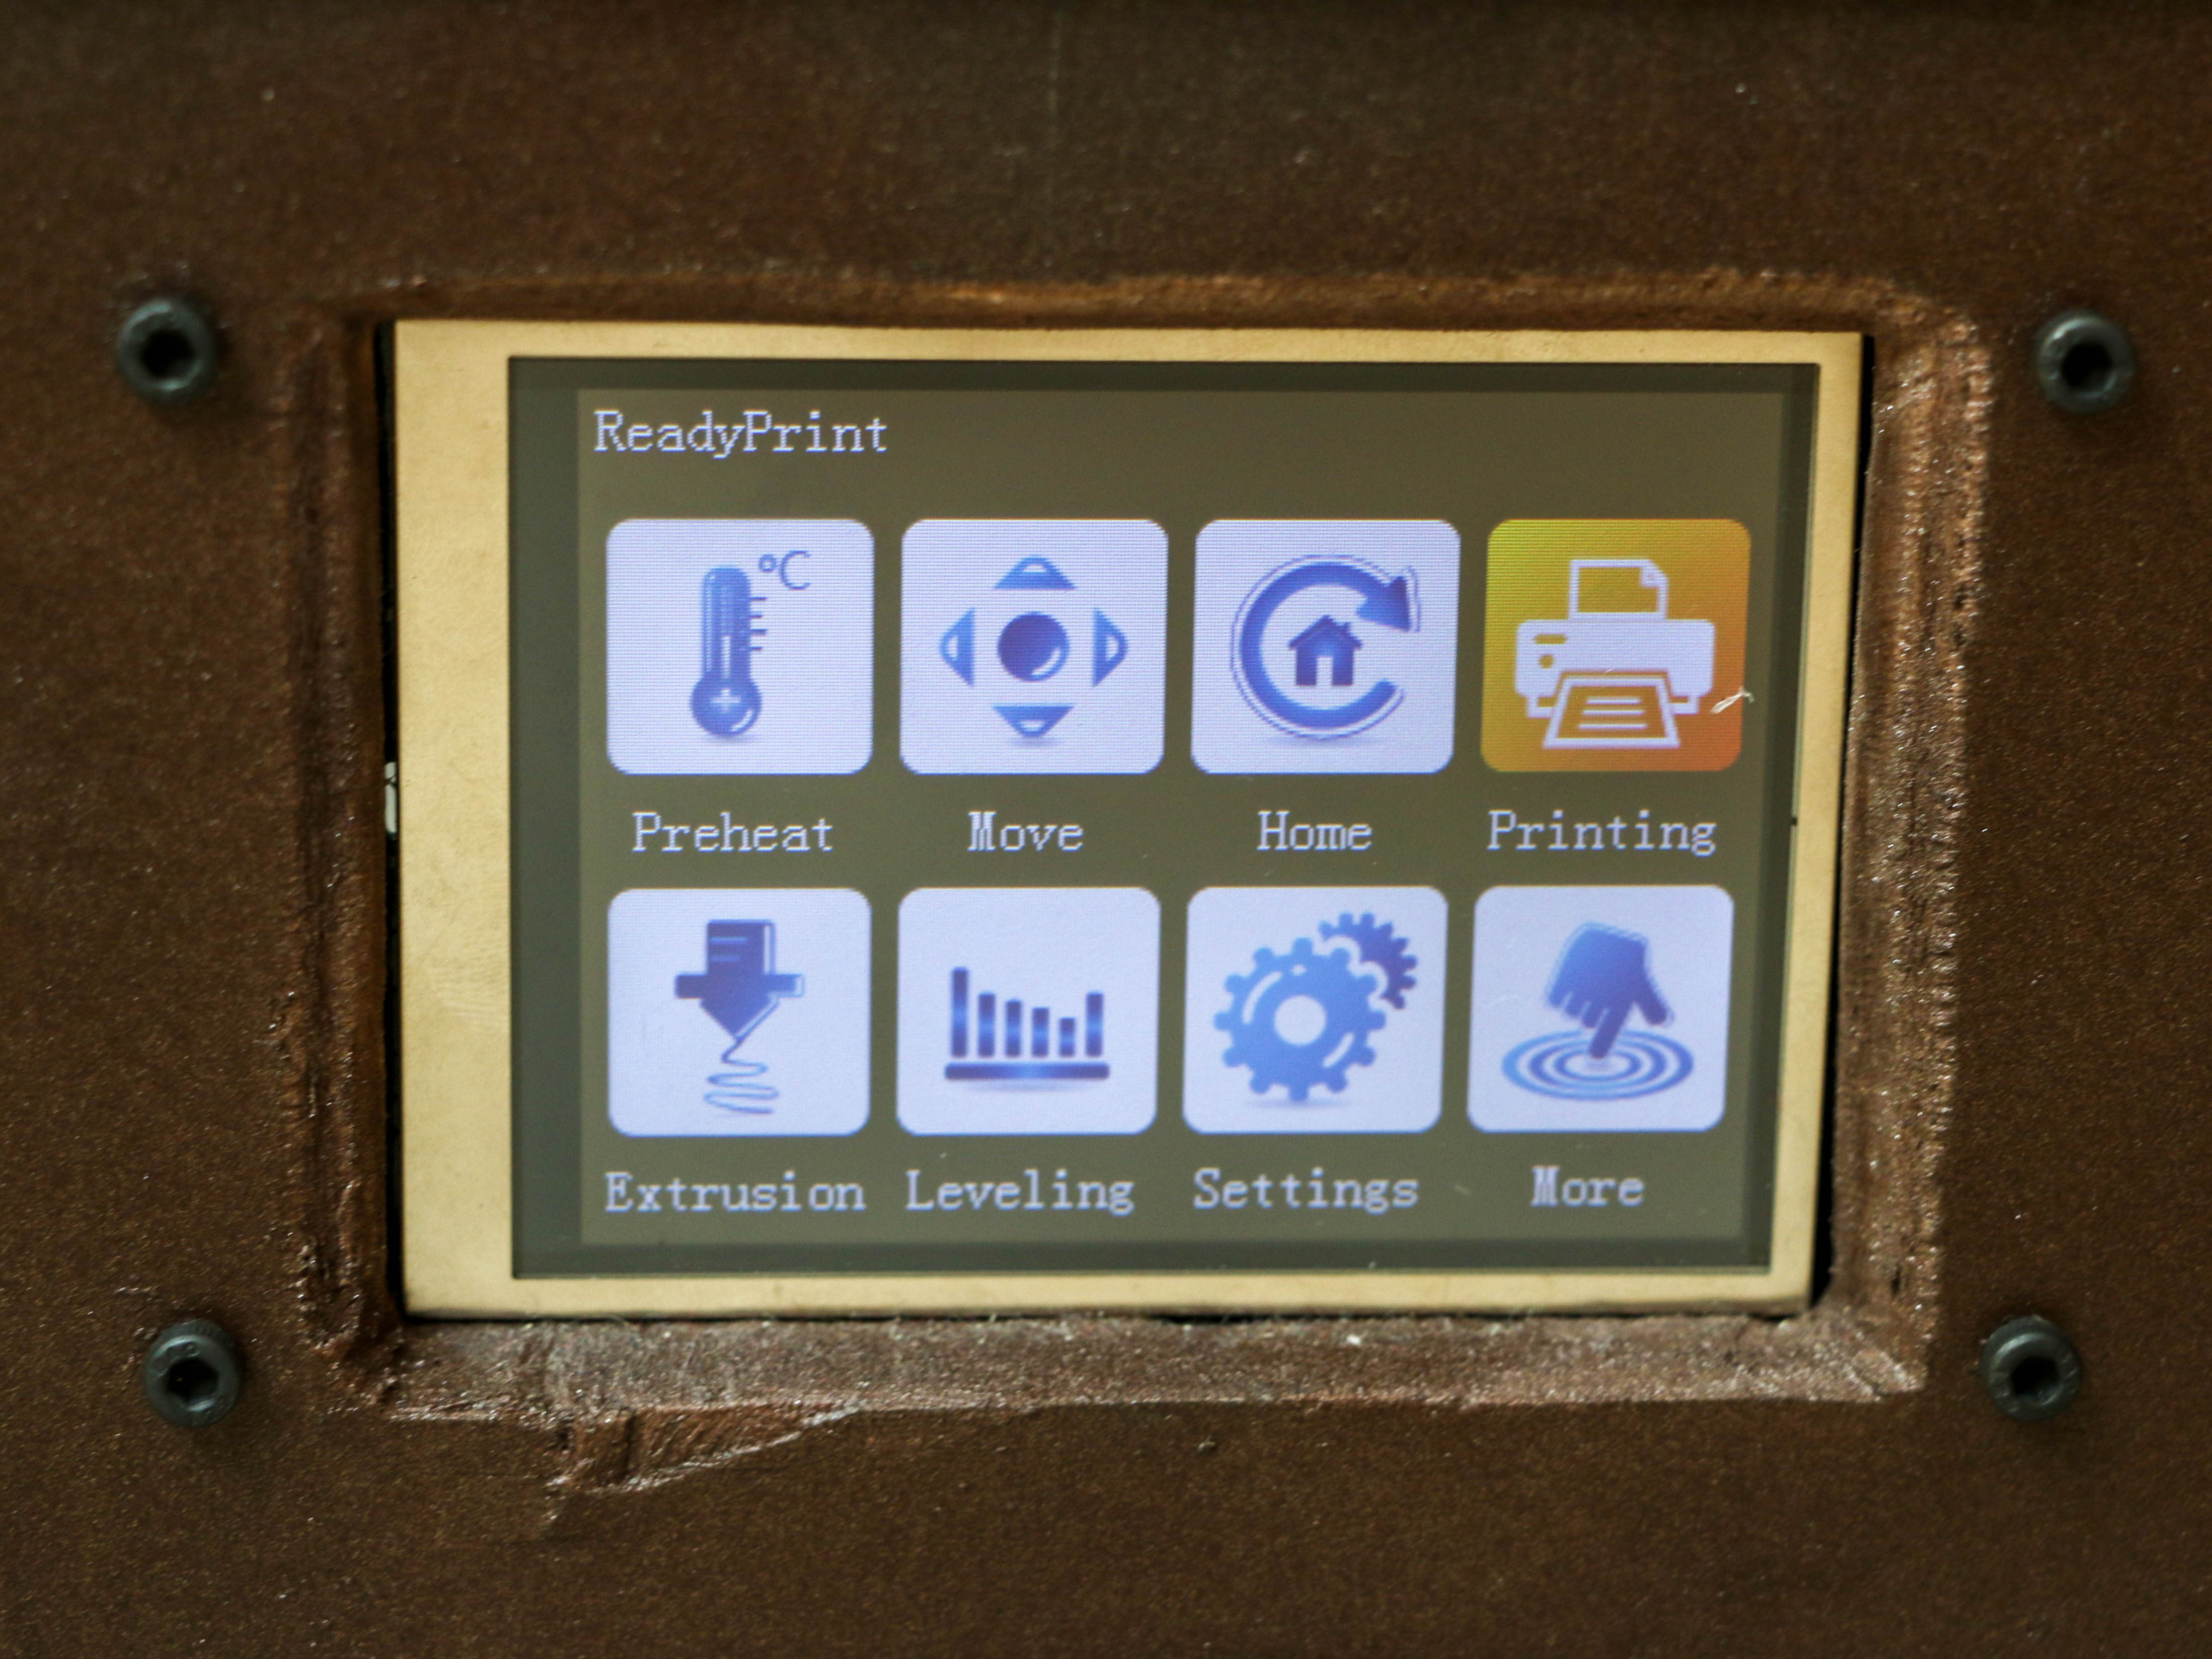 ReadyPrint
°C
Preheat Move Home Printing
Extrusion Leveling Settings More